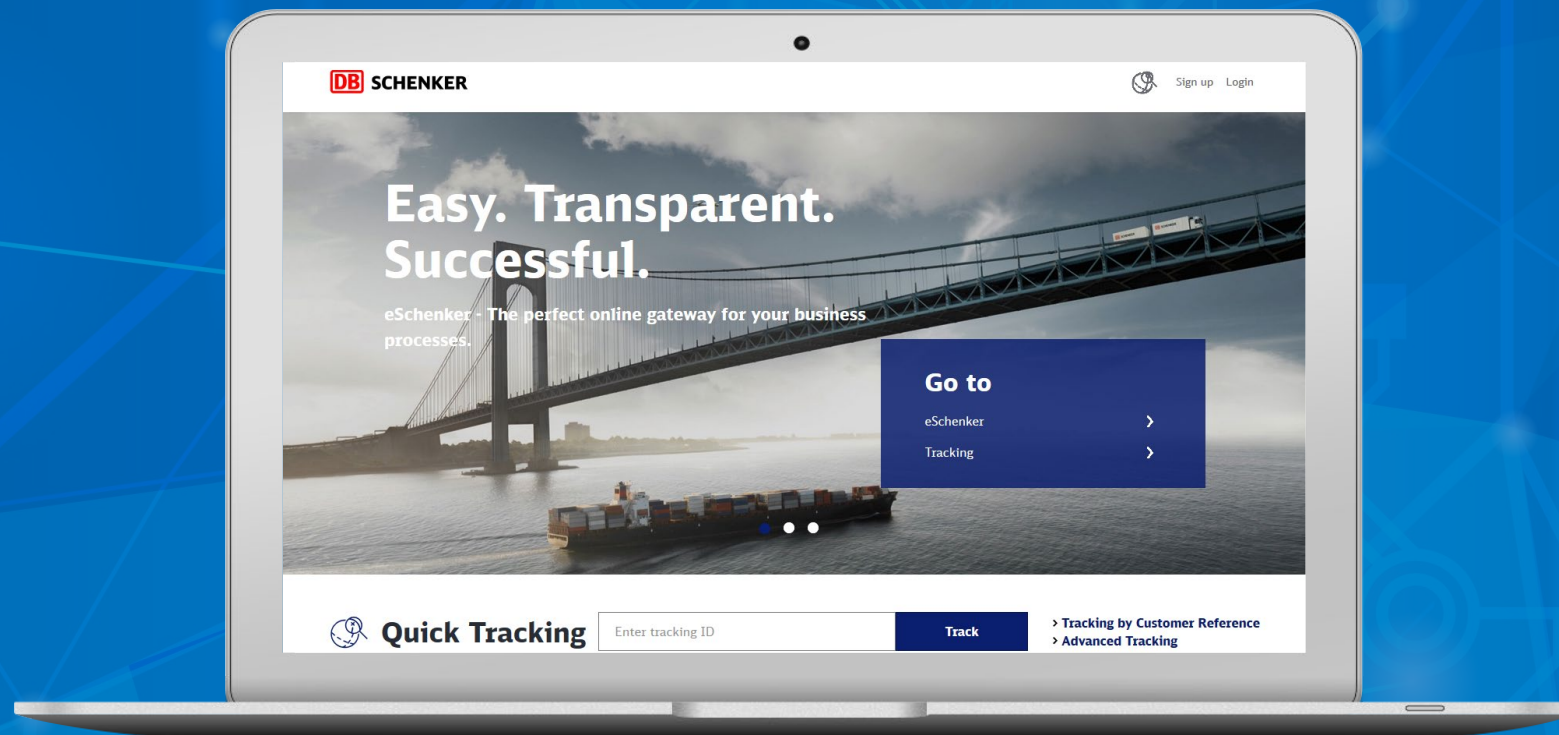 DB SCHENKER
Sign up Login
Easy. Transparent.
Successful.
eSchenker - The perfect online gateway for your business
processes.
Go to
eSchenker
Tracking
Quick Tracking
Enter tracking ID
Track
› Tracking by Customer Reference
› Advanced Tracking